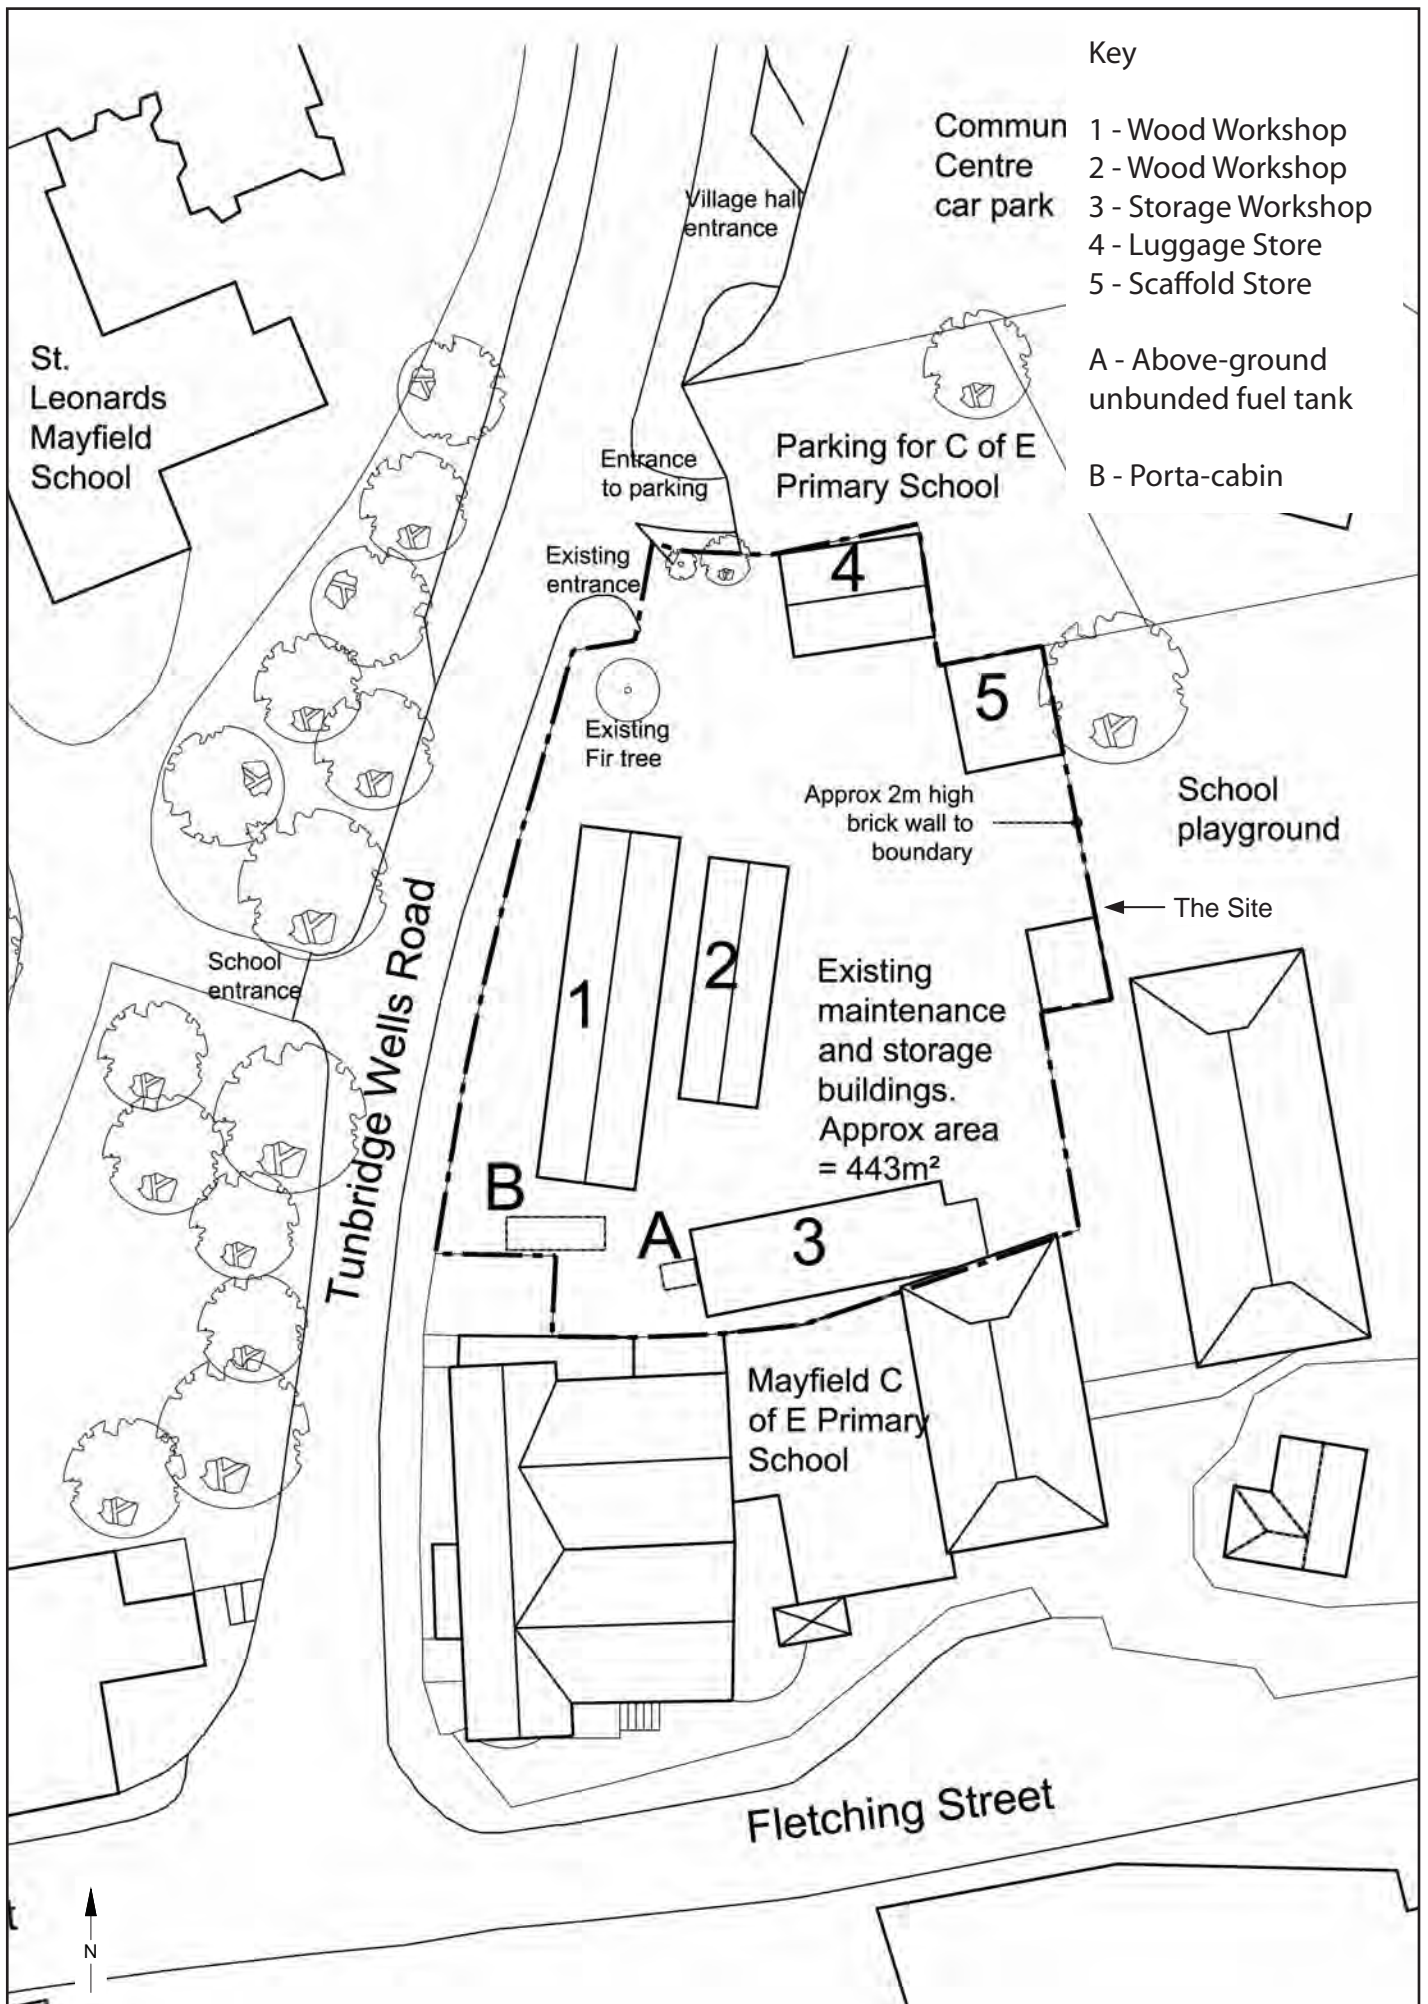 Key
1 - Wood Workshop
2 - Wood Workshop
3 - Storage Workshop
4 - Luggage Store
5 - Scaffold Store
A - Above-ground
unbunded fuel tank
B - Porta-cabin
Commun
Centre
car park
Village hall
entrance
St.
Leonards
Mayfield
School
Parking for C of E
Primary School
Entrance
to parking
Existing
entrance
4
5
Existing
Fir tree
Approx 2m high
brick wall to
boundary
School
playground
The Site
School
entrance
Tunbridge Wells Road
1
2
Existing
maintenance
and storage
buildings.
Approx area
= 443m²
B
A
3
Mayfield C
of E Primary
School
Fletching Street
t
N